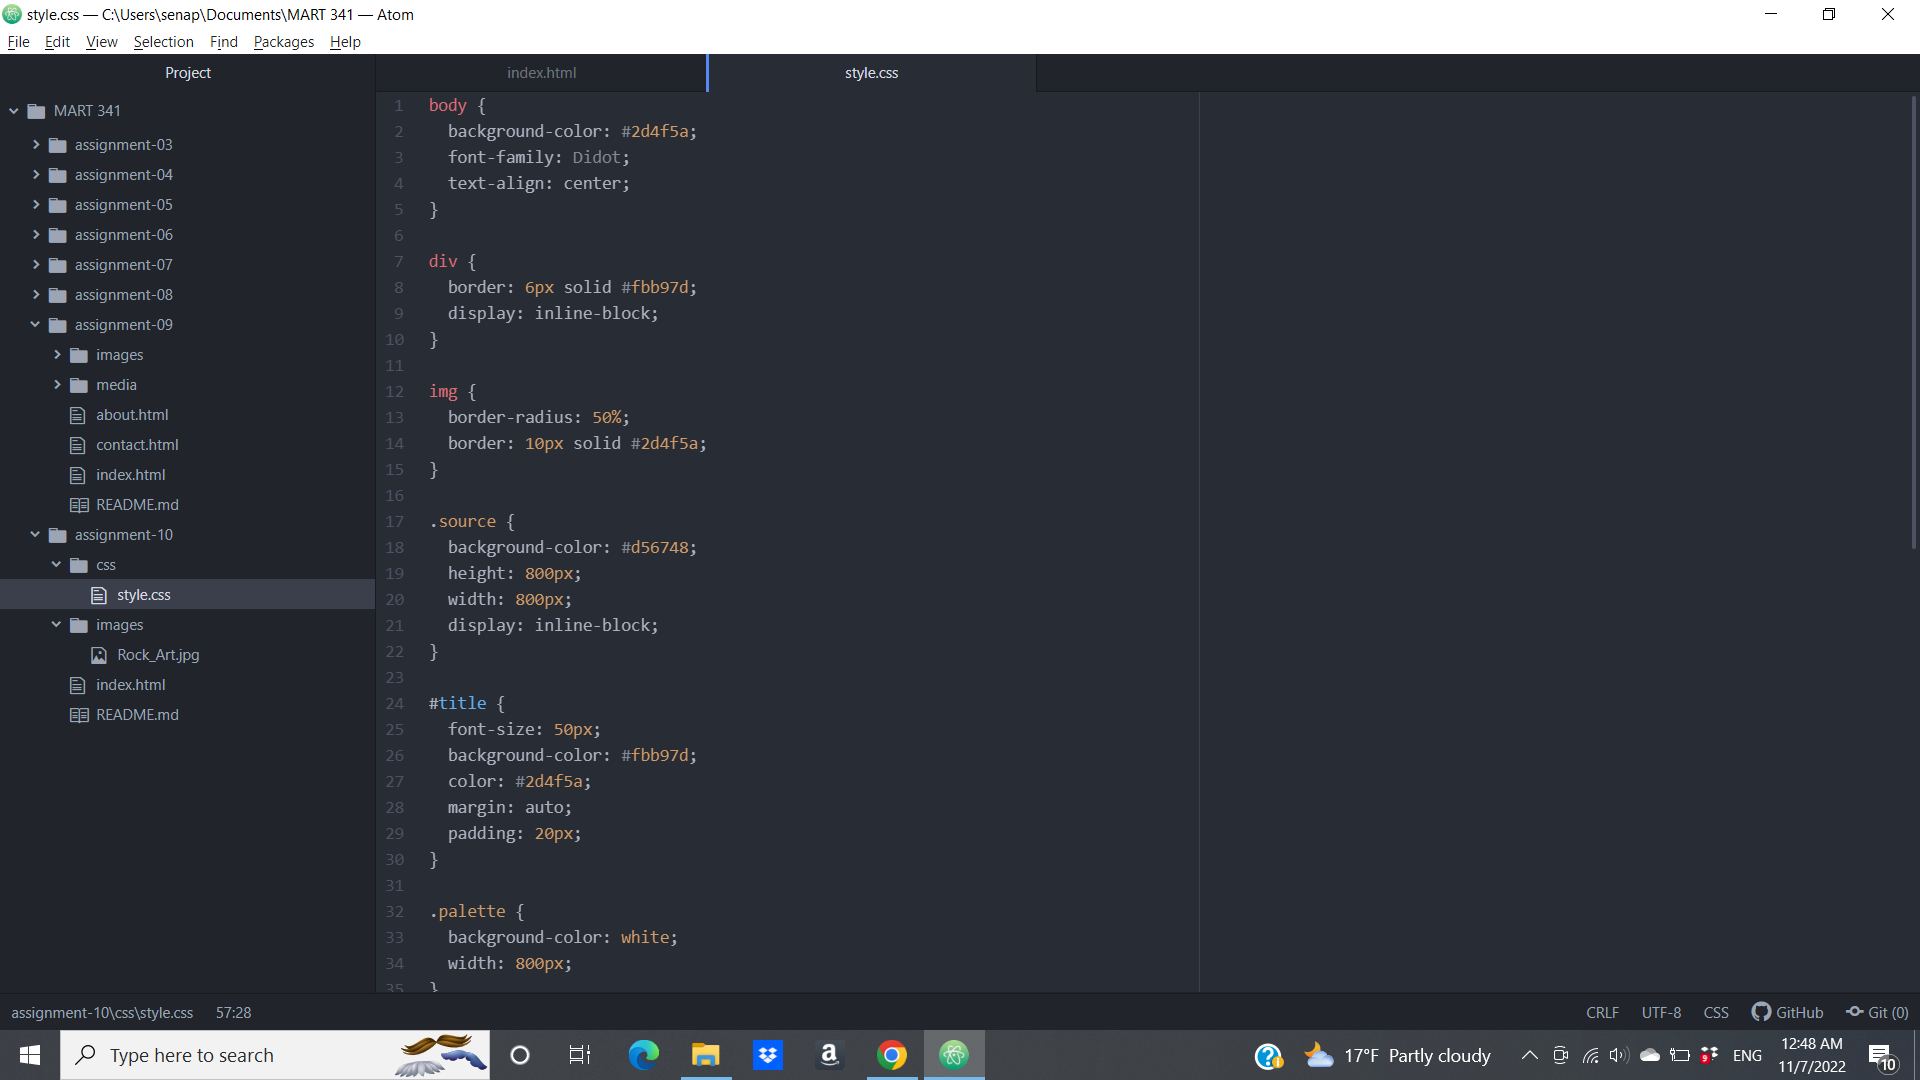 style.css — C:\Users\senap\Documents\MART 341 — Atom
File Edit View Selection Find Packages Help
Project
MART 341
assignment-03
assignment-04
assignment-05
assignment-06
assignment-07
assignment-08
assignment-09
images
media
about.html
contact.html
index.html
README.md
assignment-10
css
style.css
images
Rock_Art.jpg
index.html
README.md
index.html style.css
1 body {
2 background-color: #2d4f5a;
3 font-family: Didot;
4 text-align: center;
5 }
6
7 div {
8 border: 6px solid #fbb97d;
9 display: inline-block;
10 }
11
12 img {
13 border-radius: 50%;
14 border: 10px solid #2d4f5a;
15 }
16
17 .source {
18 background-color: #d56748;
19 height: 800px;
20 width: 800px;
21 display: inline-block;
22 }
23
24 #title {
25 font-size: 50px;
26 background-color: #fbb97d;
27 color: #2d4f5a;
28 margin: auto;
29 padding: 20px;
30 }
31
32 .palette {
33 background-color: white;
34 width: 800px;
35 }
assignment-10\css\style.css 57:28 CRLF UTF-8 CSS GitHub Git (0)
Type here to search
17°F Partly cloudy
9
ENG
12:48 AM
11/7/2022
10